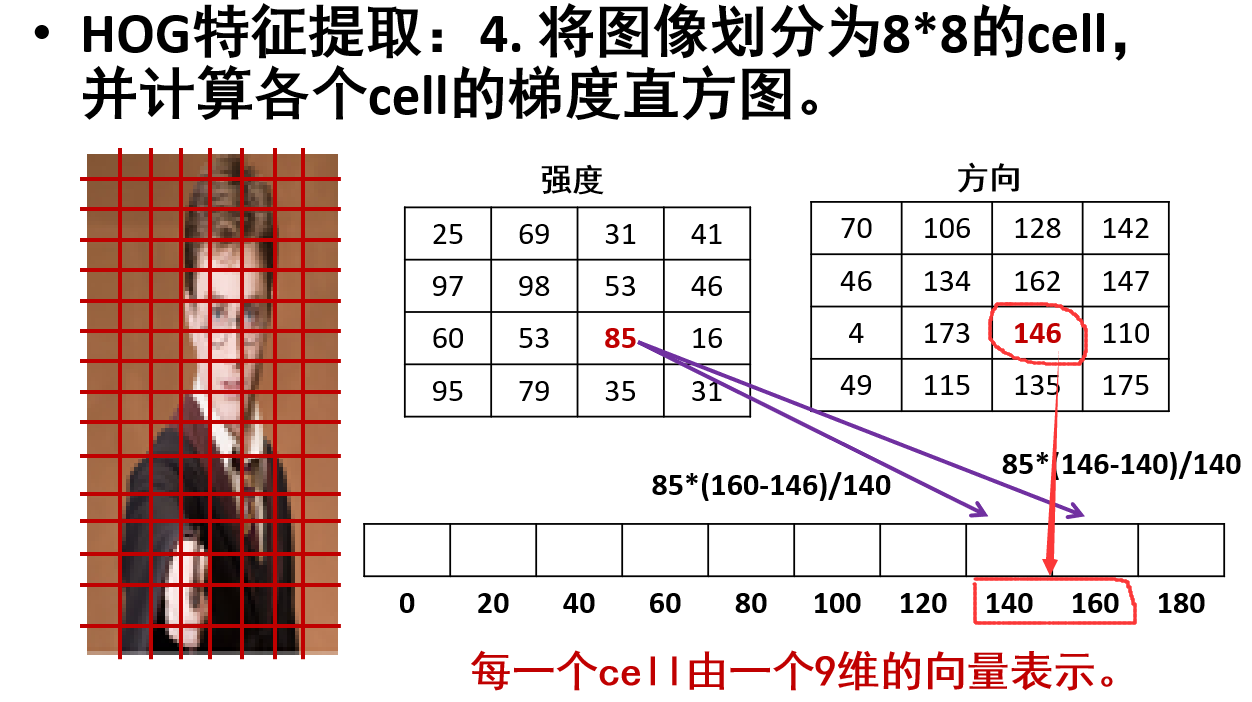 • HOG特征提取：4. 将图像划分为8*8的cell，
并计算各个cell的梯度直方图。
强度
25 69 31 41
97 98 53 46
60 53 85 16
95 79 35 31
方向
70 106 128 142
46 134 162 147
4 173 146 110
49 115 135 175
85*(160-146)/140
85*(146-140)/140
0 20 40 60 80 100 120 140 160 180
每一个cell由一个9维的向量表示。